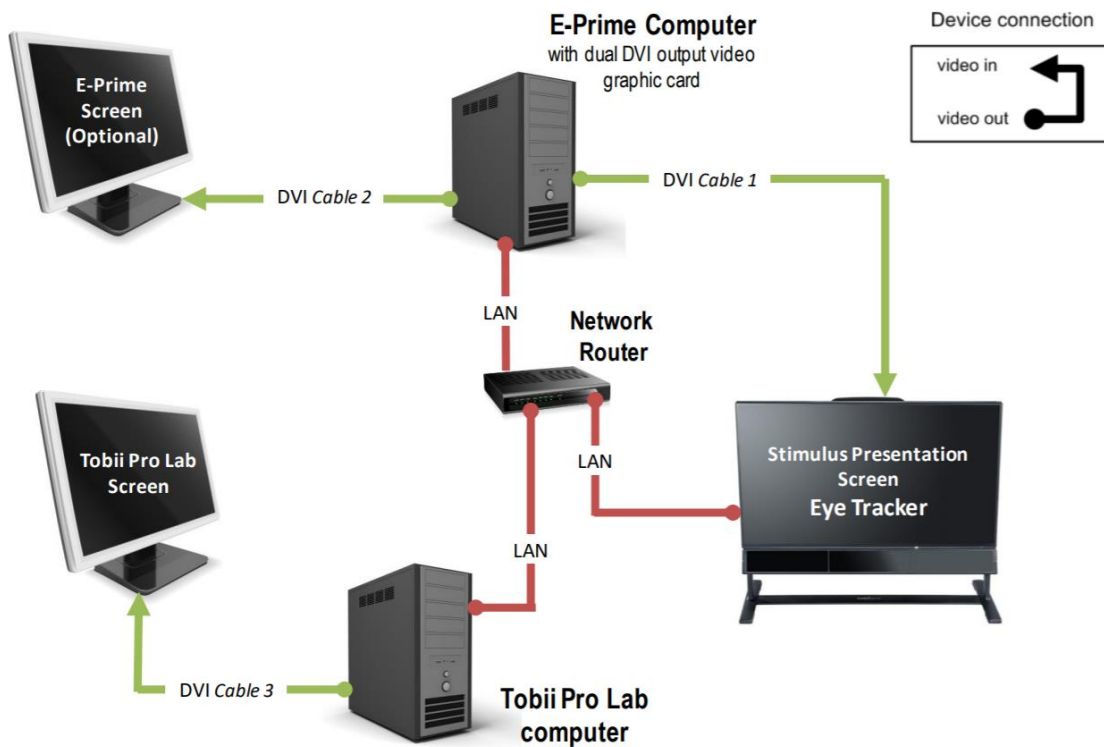 E-Prime Computer
with dual DVI output video
graphic card
Device connection
video in
video out
E-Prime
Screen
(Optional)
DVI Cable 2
DVI Cable 1
LAN
Network
Router
Tobii Pro Lab
Screen
LAN
Stimulus Presentation
Screen
Eye Tracker
LAN
DVI Cable 3
Tobii Pro Lab
computer